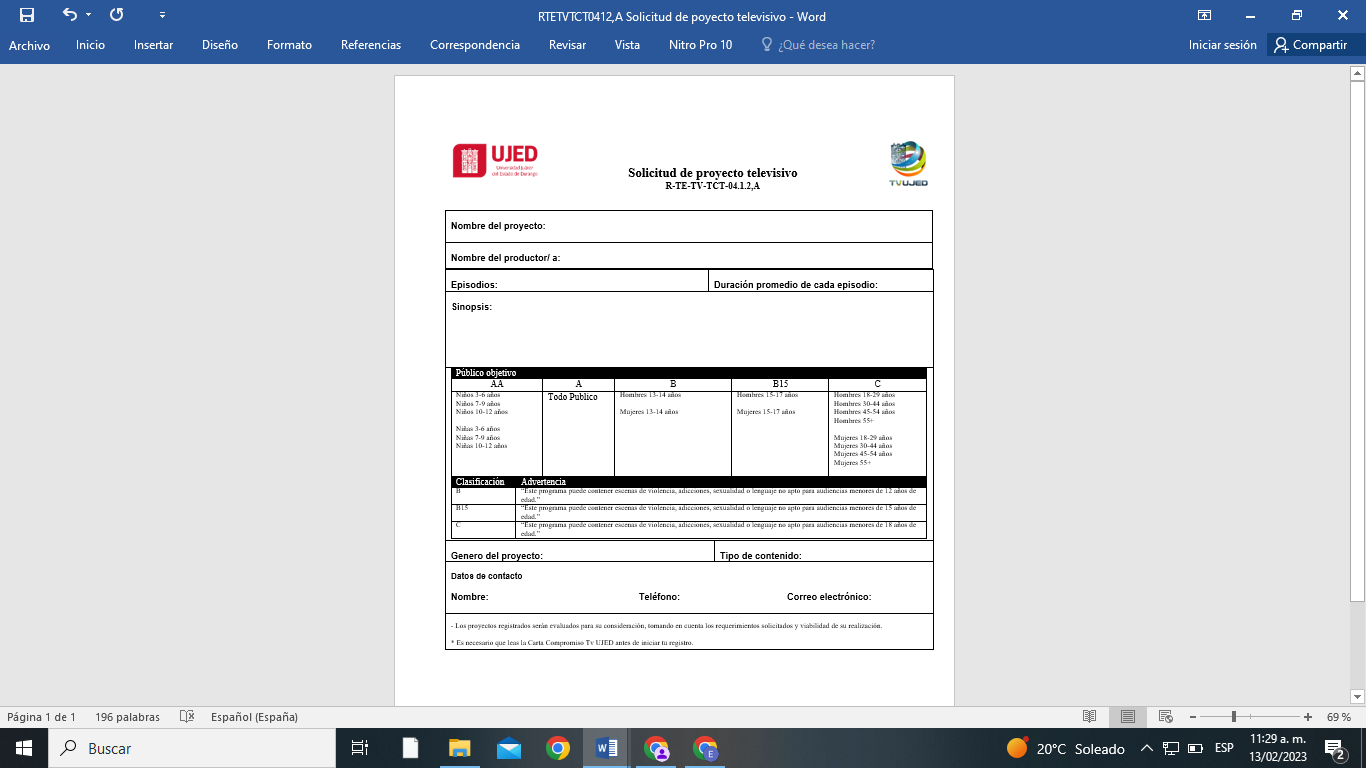 RTETVTCT0412,A Solicitud de poyecto televisivo - Word
Archivo Inicio Insertar Diseño Formato Referencias Correspondencia Revisar Vista Nitro Pro 10 ¿Qué desea hacer? Iniciar sesión Compartir
UJED
Universidad Juárez
del Estado de Durango
TVUJED
Solicitud de proyecto televisivo
R-TE-TV-TCT-04.1.2,A
Nombre del proyecto:
Nombre del productor/ a:
Episodios: Duración promedio de cada episodio:
Sinopsis:
Público objetivo
AA A B B15 C
Niños 3-6 años Todo Publico Hombres 13-14 años Hombres 15-17 años Hombres 18-29 años
Niños 7-9 años Hombres 30-44 años
Niños 10-12 años Mujeres 13-14 años Mujeres 15-17 años Hombres 45-54 años
Hombres 55+
Niñas 3-6 años
Niñas 7-9 años Mujeres 18-29 años
Niñas 10-12 años Mujeres 30-44 años
Mujeres 45-54 años
Mujeres 55+
Clasificación Advertencia
B "Este programa puede contener escenas de violencia, adicciones, sexualidad o lenguaje no apto para audiencias menores de 12 años de
edad."
B15 "Este programa puede contener escenas de violencia, adicciones, sexualidad o lenguaje no apto para audiencias menores de 15 años de
edad."
C "Este programa puede contener escenas de violencia, adicciones, sexualidad o lenguaje no apto para audiencias menores de 18 años de
edad."
Genero del proyecto: Tipo de contenido:
Datos de contacto
Nombre: Teléfono: Correo electrónico:
- Los proyectos registrados serán evaluados para su consideración, tomando en cuenta los requerimientos solicitados y viabilidad de su realización.
* Es necesario que leas la Carta Compromiso Tv UJED antes de iniciar tu registro.
Página 1 de 1 196 palabras Español (España) 69 %
Buscar 20°C Soleado ESP 11:29 a. m.
13/02/2023 2